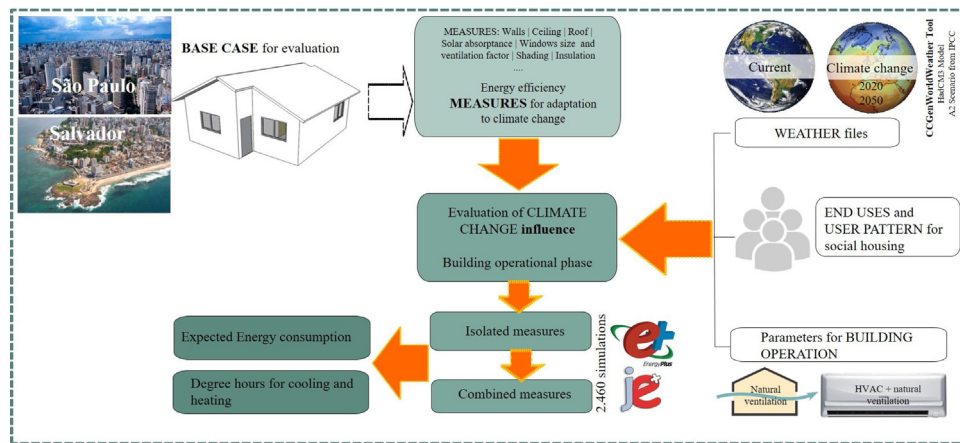 São Paulo
Salvador
BASE CASE for evaluation
MEASURES: Walls | Ceiling | Roof |
Solar absorptance | Windows size and
ventilation factor | Shading | Insulation
....
Energy efficiency
MEASURES for adaptation
to climate change
Current
Climate change
2020
2050
CCGenWorldWeather Tool
HadCM3 Model
A2 Scenario from IPCC
WEATHER files
END USES and
USER PATTERN for
social housing
Parameters for BUILDING
OPERATION
Natural
ventilation
HVAC + natural
ventilation
Evaluation of CLIMATE
CHANGE influence
Building operational phase
Isolated measures
Combined measures
2.460 simulations
e+
EnergyPlus
je+
Expected Energy consumption
Degree hours for cooling and
heating